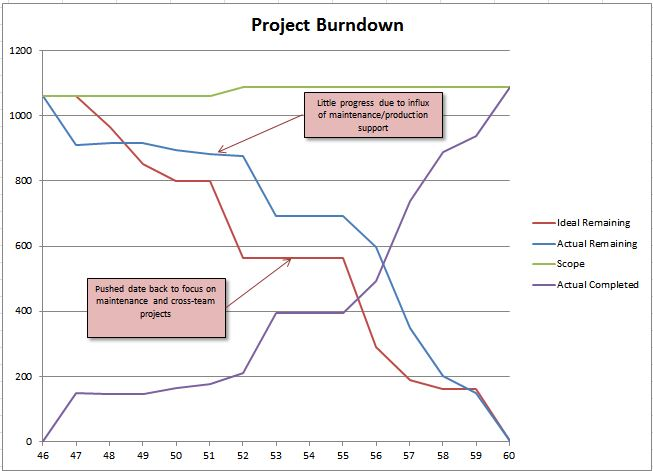 Project Burndown
1200
1000
800
600
400
200
0
46 47 48 49 50 51 52 53 54 55 56 57 58 59 60
Little progress due to influx
of maintenance/production
support
Pushed date back to focus on
maintenance and cross-team
projects
Ideal Remaining
Actual Remaining
Scope
Actual Completed